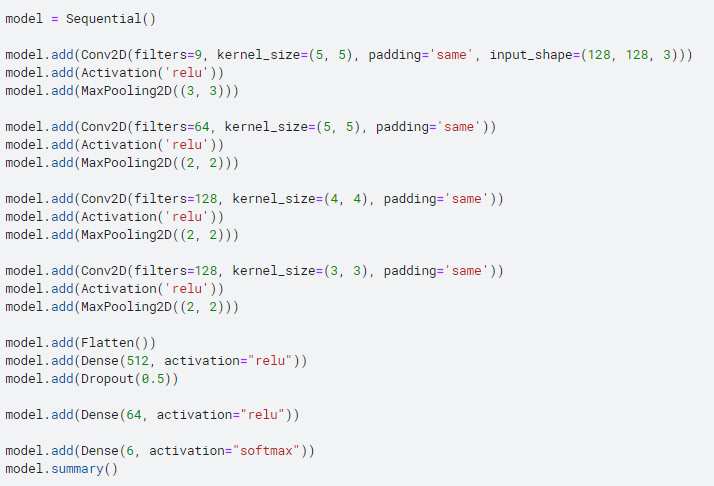 model = Sequential()
model.add(Conv2D(filters=9, kernel_size=(5, 5), padding='same', input_shape=(128, 128, 3)))
model.add(Activation('relu'))
model.add(MaxPooling2D((3, 3)))
model.add(Conv2D(filters=64, kernel_size=(5, 5), padding='same'))
model.add(Activation('relu'))
model.add(MaxPooling2D((2, 2)))
model.add(Conv2D(filters=128, kernel_size=(4, 4), padding='same'))
model.add(Activation('relu'))
model.add(MaxPooling2D((2, 2)))
model.add(Conv2D(filters=128, kernel_size=(3, 3), padding='same'))
model.add(Activation('relu'))
model.add(MaxPooling2D((2, 2)))
model.add(Flatten())
model.add(Dense(512, activation="relu"))
model.add(Dropout(0.5))
model.add(Dense(64, activation="relu"))
model.add(Dense(6, activation="softmax"))
model.summary()